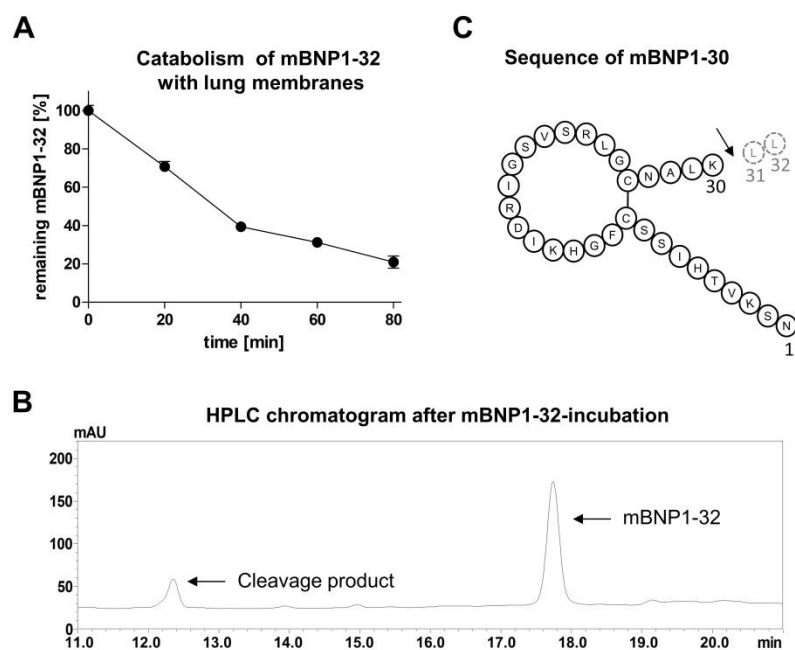 A
Catabolism of mBNP1-32
with lung membranes
remaining mBNP1-32 [%]
100
80
60
40
20
0
0 20 40 60 80
time [min]
C
Sequence of mBNP1-30
G S V S R L G C N A L K
L L
30 31 32
I R D I K H G F C S S I H T V K S N
1
B
HPLC chromatogram after mBNP1-32-incubation
mAU
200
150
100
50
0
mBNP1-32
Cleavage product
11.0 12.0 13.0 14.0 15.0 16.0 17.0 18.0 19.0 20.0 min